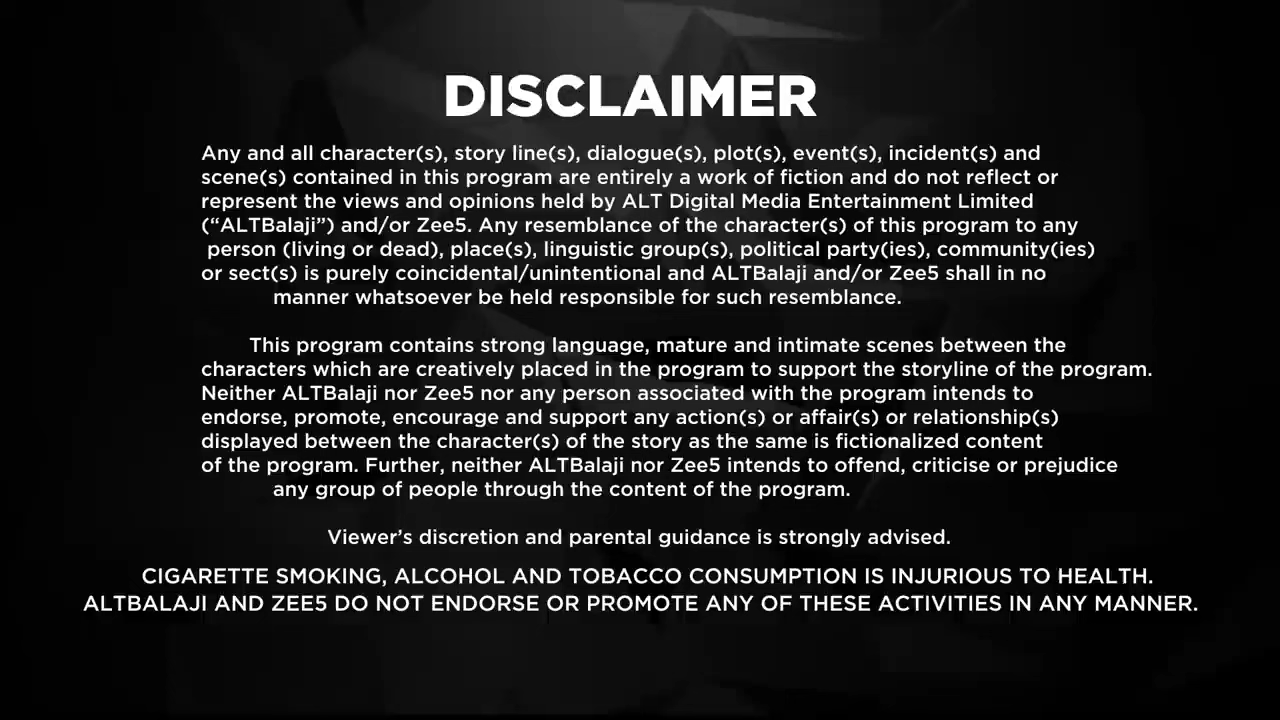 DISCLAIMER
Any and all character(s), story line(s), dialogue(s), plot(s), event(s), incident(s) and
scene(s) contained in this program are entirely a work of fiction and do not reflect or
represent the views and opinions held by ALT Digital Media Entertainment Limited
(“ALTBalaji”) and/or Zee5. Any resemblance of the character(s) of this program to any
person (living or dead), place(s), linguistic group(s), political party(ies), community(ies)
or sect(s) is purely coincidental/unintentional and ALTBalaji and/or Zee5 shall in no
manner whatsoever be held responsible for such resemblance.
This program contains strong language, mature and intimate scenes between the
characters which are creatively placed in the program to support the storyline of the program.
Neither ALTBalaji nor Zee5 nor any person associated with the program intends to
endorse, promote, encourage and support any action(s) or affair(s) or relationship(s)
displayed between the character(s) of the story as the same is fictionalized content
of the program. Further, neither ALTBalaji nor Zee5 intends to offend, criticise or prejudice
any group of people through the content of the program.
Viewer’s discretion and parental guidance is strongly advised.
CIGARETTE SMOKING, ALCOHOL AND TOBACCO CONSUMPTION IS INJURIOUS TO HEALTH.
ALTBALAJI AND ZEE5 DO NOT ENDORSE OR PROMOTE ANY OF THESE ACTIVITIES IN ANY MANNER.